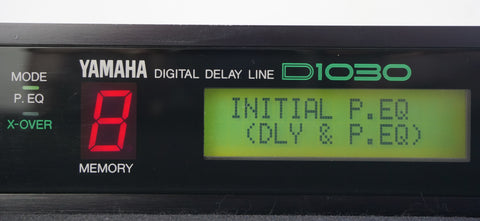 YAMAHA DIGITAL DELAY LINE D1030
MODE
P. EQ
X-OVER
8
MEMORY
INITIAL P.EQ
(DLY & P.EQ)